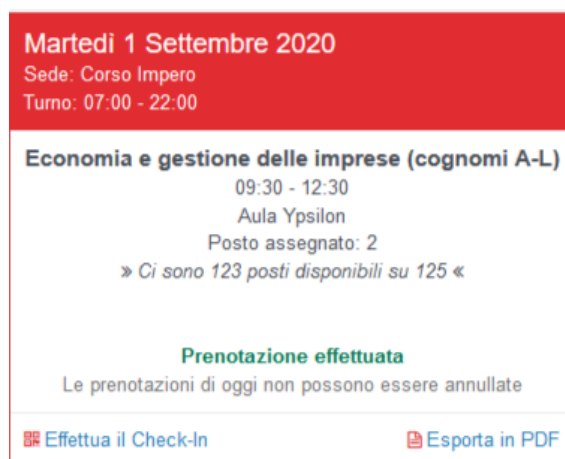 Martedì 1 Settembre 2020
Sede: Corso Impero
Turno: 07:00 - 22:00
Economia e gestione delle imprese (cognomi A-L)
09:30 - 12:30
Aula Ypsilon
Posto assegnato: 2
» Ci sono 123 posti disponibili su 125 «
Prenotazione effettuata
Le prenotazioni di oggi non possono essere annullate
Effettua il Check-In
Esporta in PDF